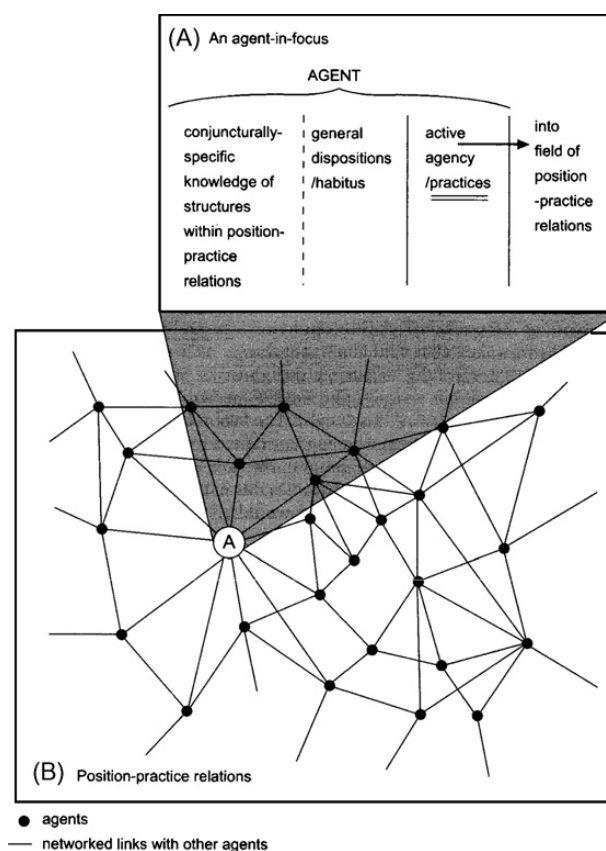 (A) An agent-in-focus
AGENT
conjuncturally-
specific
knowledge of
structures
within position-
practice
relations
general
dispositions
/habitus
active
agency
/practices
into
field of
position
-practice
relations
A
(B) Position-practice relations
agents
networked links with other agents